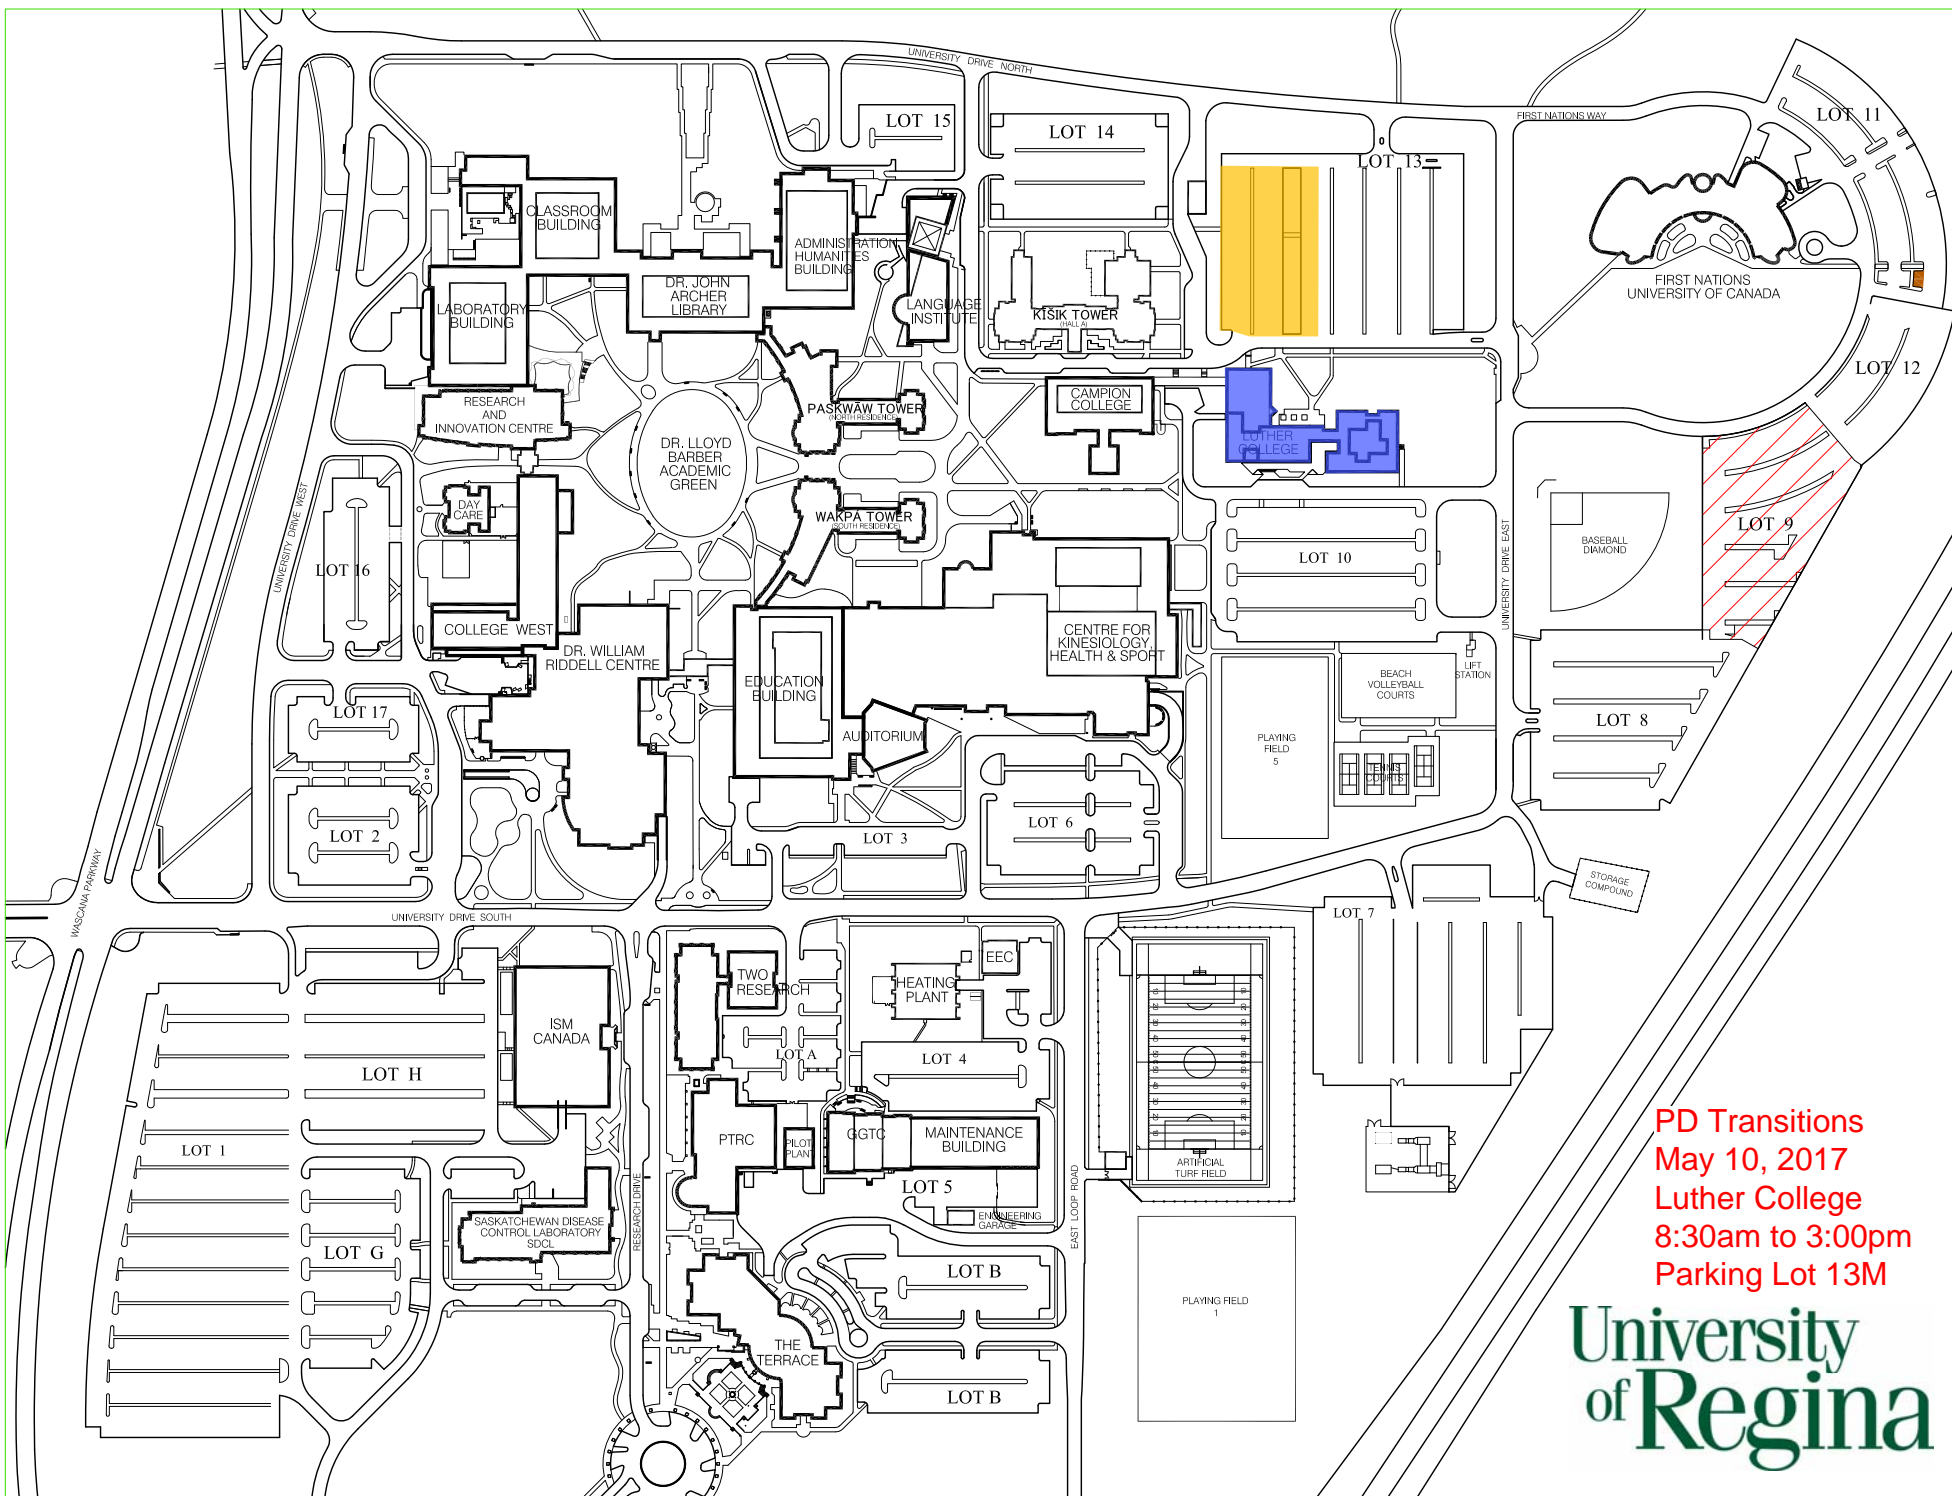 UNIVERSITY DRIVE NORTH
FIRST NATIONS WAY
LOT 11
LOT 15
LOT 14
LOT 13
CLASSROOM
BUILDING
ADMINISTRATION
HUMANITIES
BUILDING
DR. JOHN
ARCHER
LIBRARY
LABORATORY
BUILDING
LANGUAGE
INSTITUTE
KĪSIK TOWER
(HALL A)
FIRST NATIONS
UNIVERSITY OF CANADA
LOT 12
RESEARCH
AND
INNOVATION CENTRE
PASKWĀW TOWER
(NORTH RESIDENCE)
CAMPION
COLLEGE
LUTHER
COLLEGE
DR. LLOYD
BARBER
ACADEMIC
GREEN
DAY
CARE
WAKPĀ TOWER
(SOUTH RESIDENCE)
UNIVERSITY DRIVE WEST
LOT 16
LOT 10
UNIVERSITY DRIVE EAST
BASEBALL
DIAMOND
LOT 9
COLLEGE WEST
DR. WILLIAM
RIDDELL CENTRE
CENTRE FOR
KINESIOLOGY,
HEALTH & SPORT
EDUCATION
BUILDING
AUDITORIUM
BEACH
VOLLEYBALL
COURTS
LIFT
STATION
LOT 17
PLAYING
FIELD
5
TENNIS
COURTS
LOT 8
LOT 2
LOT 3
LOT 6
WASCANA PARKWAY
STORAGE
COMPOUND
UNIVERSITY DRIVE SOUTH
LOT 7
TWO
RESEARCH
HEATING
PLANT
EEC
ISM
CANADA
LOT A
LOT 4
LOT H
LOT 1
PTRC
PILOT
PLANT
GGTC
MAINTENANCE
BUILDING
ARTIFICIAL
TURF FIELD
LOT 5
ENGINEERING
GARAGE
EAST LOOP ROAD
RESEARCH DRIVE
SASKATCHEWAN DISEASE
CONTROL LABORATORY
SDCL
LOT G
LOT B
THE
TERRACE
LOT B
PLAYING FIELD
1
PD Transitions
May 10, 2017
Luther College
8:30am to 3:00pm
Parking Lot 13M
University
of Regina